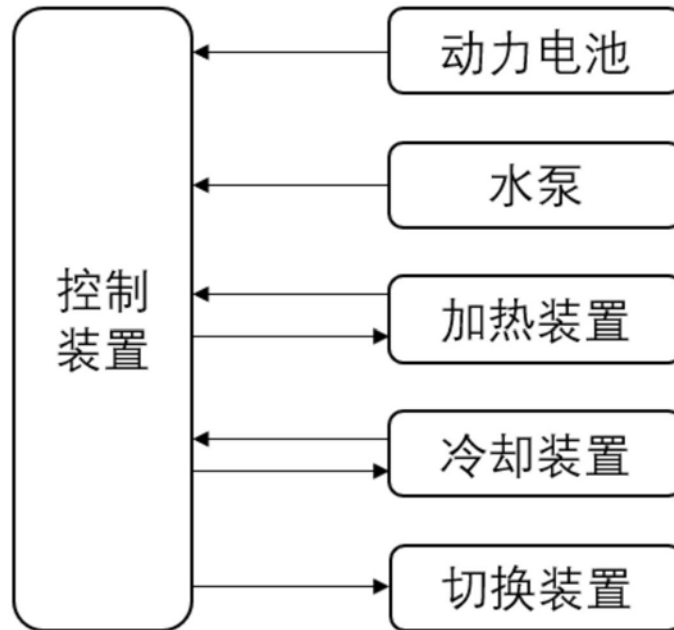 动力电池
水泵
控制
装置
加热装置
冷却装置
切换装置